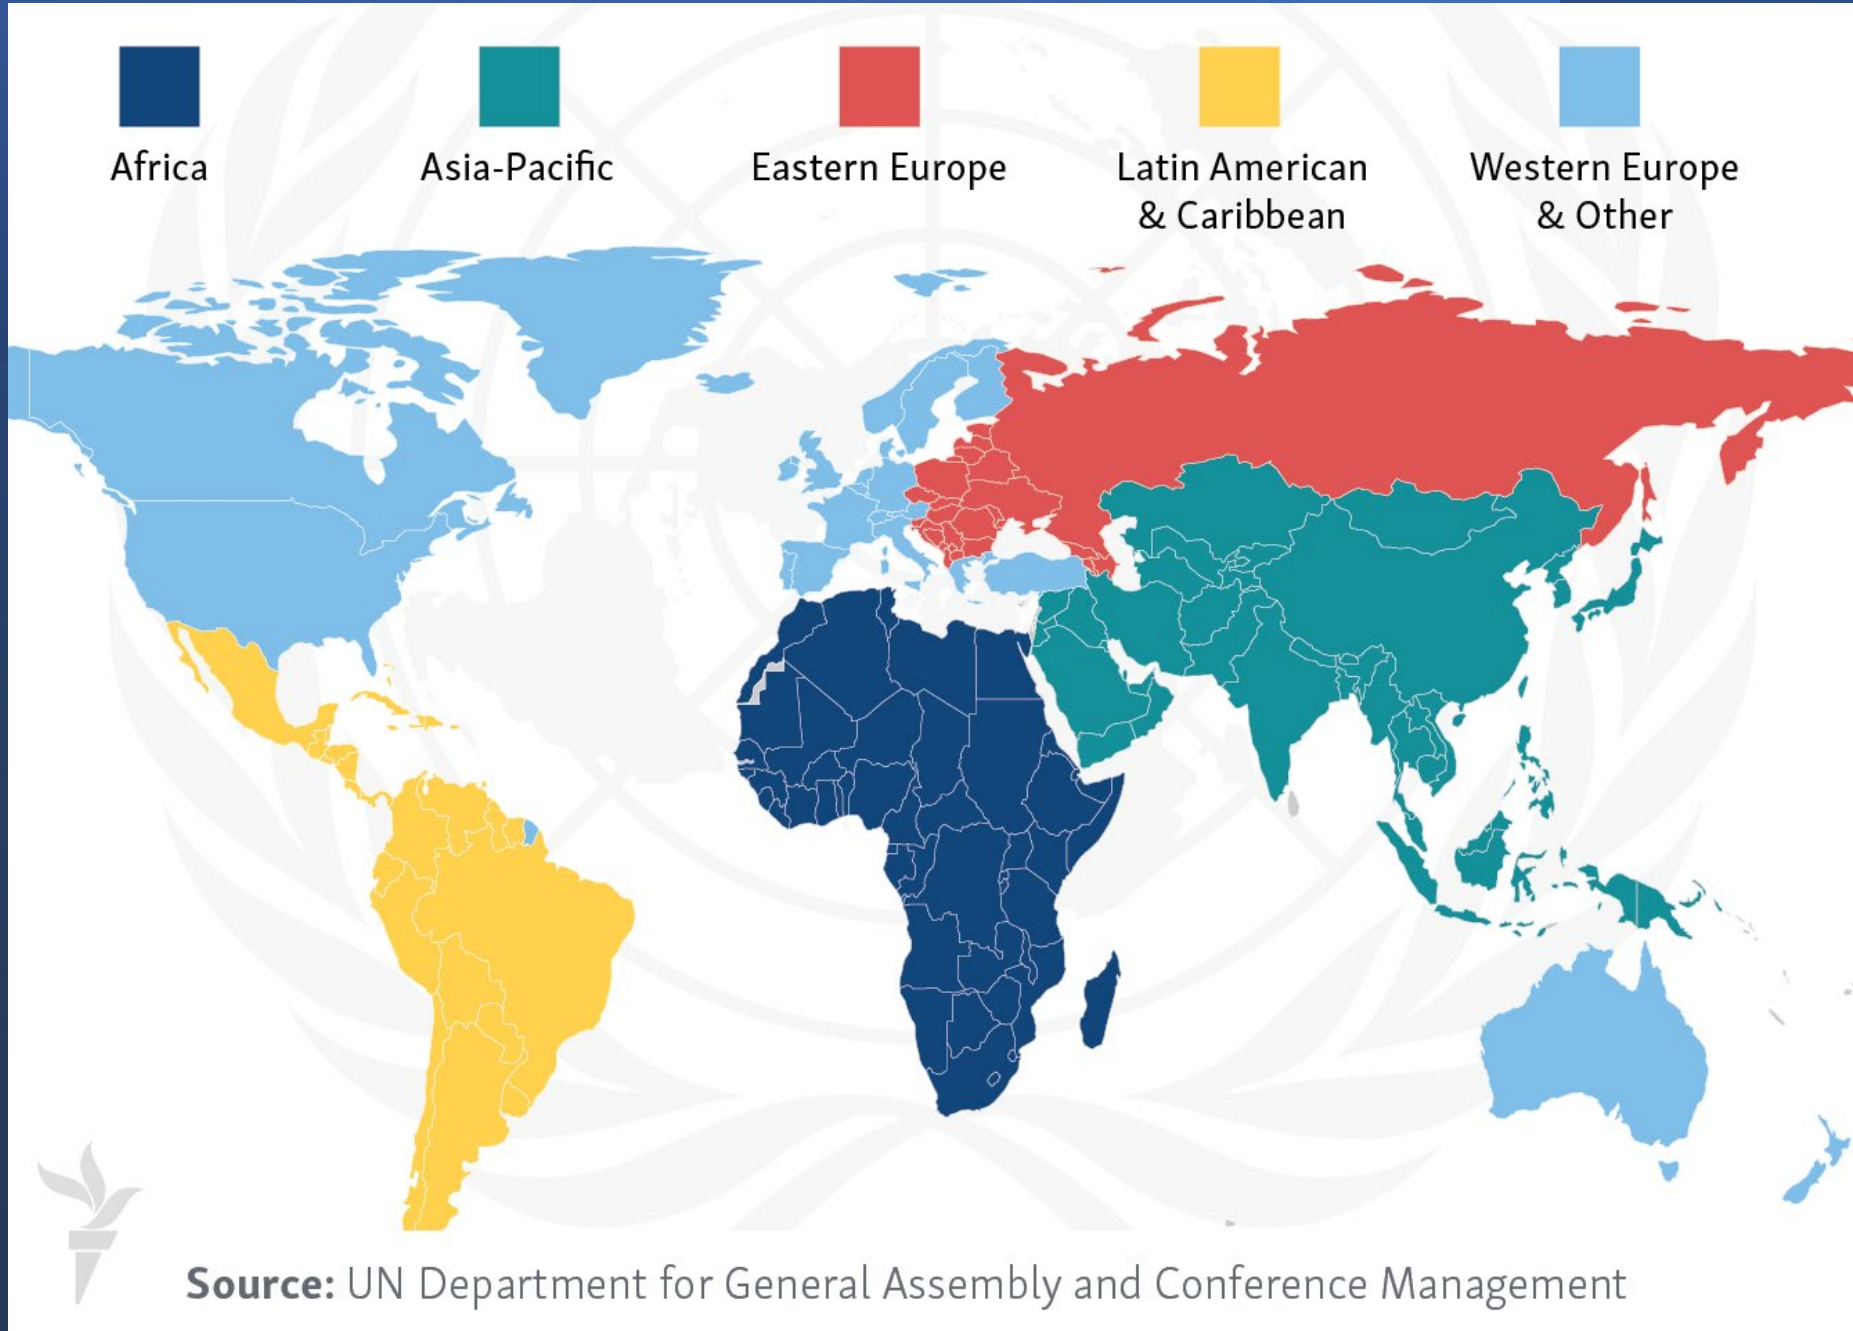 Africa
Asia-Pacific
Eastern Europe
Latin American
& Caribbean
Western Europe
& Other
Source: UN Department for General Assembly and Conference Management